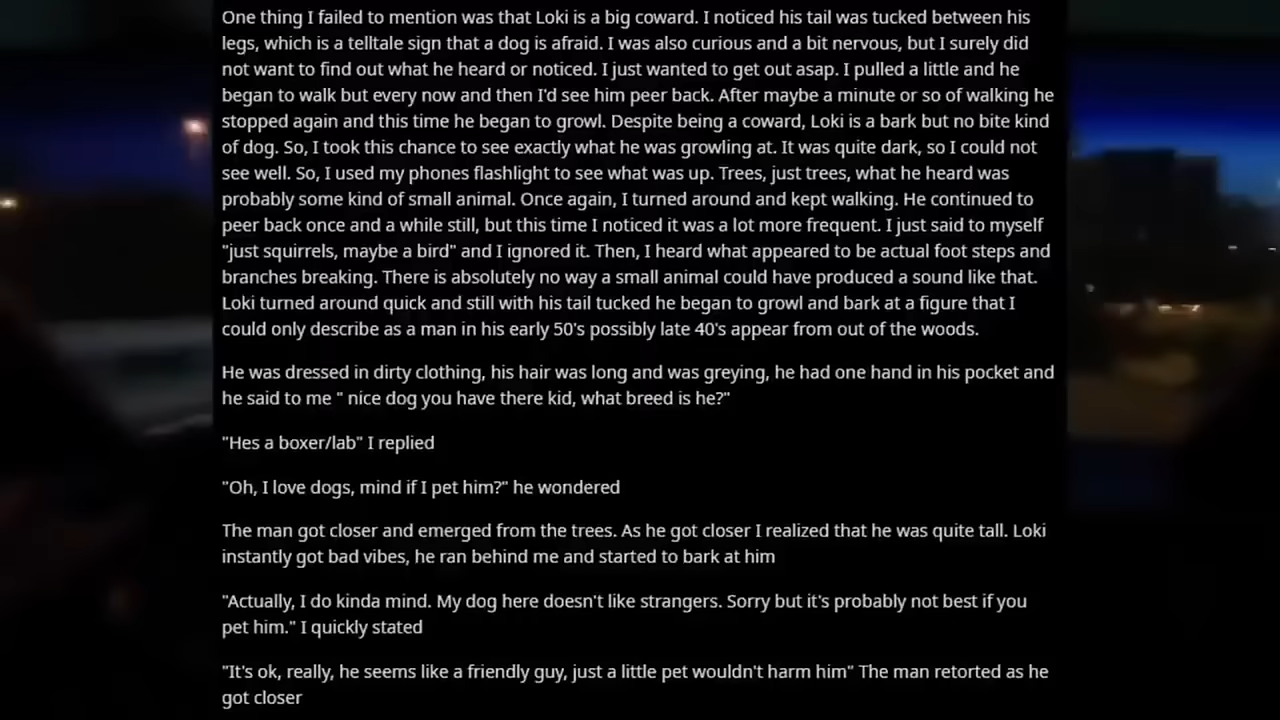 One thing I failed to mention was that Loki is a big coward. I noticed his tail was tucked between his
legs, which is a telltale sign that a dog is afraid. I was also curious and a bit nervous, but I surely did
not want to find out what he heard or noticed. I just wanted to get out asap. I pulled a little and he
began to walk but every now and then I'd see him peer back. After maybe a minute or so of walking he
stopped again and this time he began to growl. Despite being a coward, Loki is a bark but no bite kind
of dog. So, I took this chance to see exactly what he was growling at. It was quite dark, so I could not
see well. So, I used my phones flashlight to see what was up. Trees, just trees, what he heard was
probably some kind of small animal. Once again, I turned around and kept walking. He continued to
peer back once and a while still, but this time I noticed it was a lot more frequent. I just said to myself
"just squirrels, maybe a bird" and I ignored it. Then, I heard what appeared to be actual foot steps and
branches breaking. There is absolutely no way a small animal could have produced a sound like that.
Loki turned around quick and still with his tail tucked he began to growl and bark at a figure that I
could only describe as a man in his early 50's possibly late 40's appear from out of the woods.
He was dressed in dirty clothing, his hair was long and was greying, he had one hand in his pocket and
he said to me " nice dog you have there kid, what breed is he?"
"Hes a boxer/lab" I replied
"Oh, I love dogs, mind if I pet him?" he wondered
The man got closer and emerged from the trees. As he got closer I realized that he was quite tall. Loki
instantly got bad vibes, he ran behind me and started to bark at him
"Actually, I do kinda mind. My dog here doesn't like strangers. Sorry but it's probably not best if you
pet him." I quickly stated
"It's ok, really, he seems like a friendly guy, just a little pet wouldn't harm him" The man retorted as he
got closer